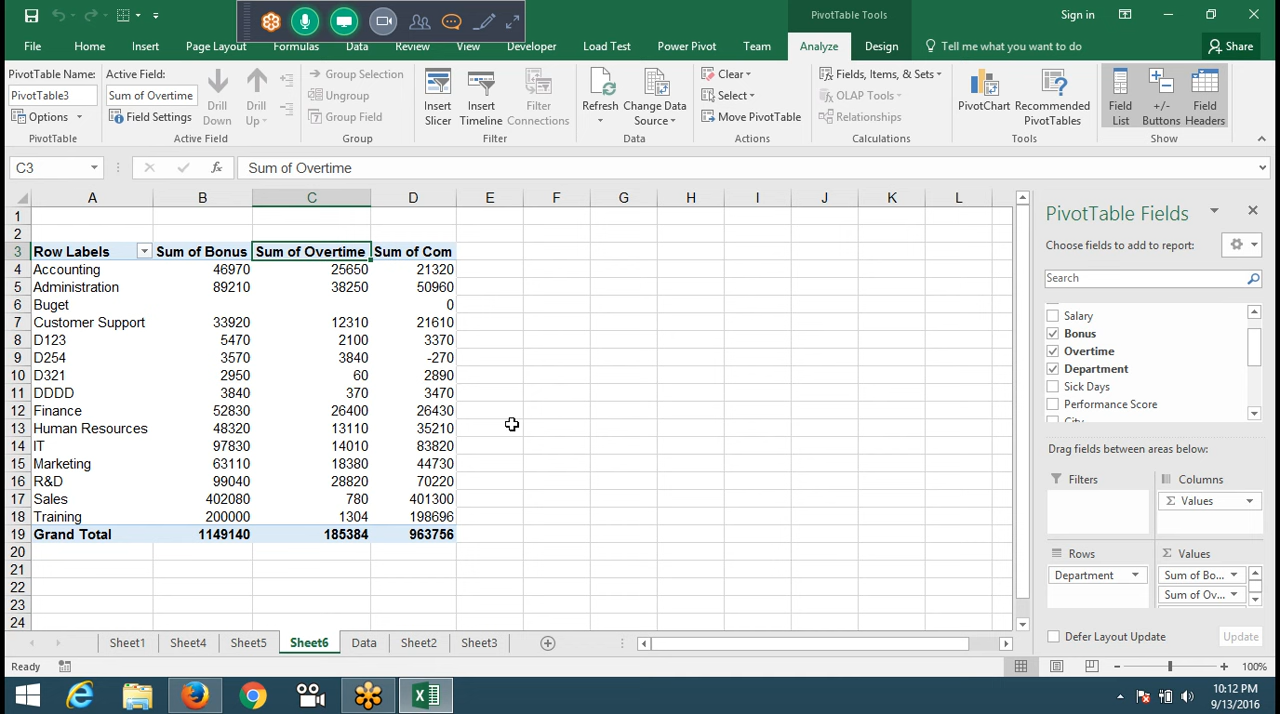 PivotTable Tools
Sign in
File Home Insert Page Layout Formulas Data Review View Developer Load Test Power Pivot Team Analyze Design Tell me what you want to do Share
PivotTable Name:
PivotTable3
Options
PivotTable
Active Field:
Sum of Overtime
Field Settings
Drill Down
Drill Up
Active Field
Group Selection
Ungroup
Group Field
Group
Insert Slicer
Insert Timeline
Filter Connections
Filter
Refresh
Change Data Source
Data
Clear
Select
Move PivotTable
Actions
Fields, Items, & Sets
OLAP Tools
Relationships
Calculations
PivotChart
Recommended PivotTables
Tools
Field List
+/- Buttons
Field Headers
Show
C3 fx Sum of Overtime
A B C D E F G H I J K L
1
2
3 Row Labels Sum of Bonus Sum of Overtime Sum of Com
4 Accounting 46970 25650 21320
5 Administration 89210 38250 50960
6 Buget 0
7 Customer Support 33920 12310 21610
8 D123 5470 2100 3370
9 D254 3570 3840 -270
10 D321 2950 60 2890
11 DDDD 3840 370 3470
12 Finance 52830 26400 26430
13 Human Resources 48320 13110 35210
14 IT 97830 14010 83820
15 Marketing 63110 18380 44730
16 R&D 99040 28820 70220
17 Sales 402080 780 401300
18 Training 200000 1304 198696
19 Grand Total 1149140 185384 963756
20
21
22
23
24
PivotTable Fields
Choose fields to add to report:
Search
Salary
Bonus
Overtime
Department
Sick Days
Performance Score
City
Drag fields between areas below:
Filters
Columns
Σ Values
Rows
Department
Σ Values
Sum of Bo...
Sum of Ov...
Defer Layout Update
Update
Sheet1 Sheet4 Sheet5 Sheet6 Data Sheet2 Sheet3
Ready
100%
10:12 PM
9/13/2016